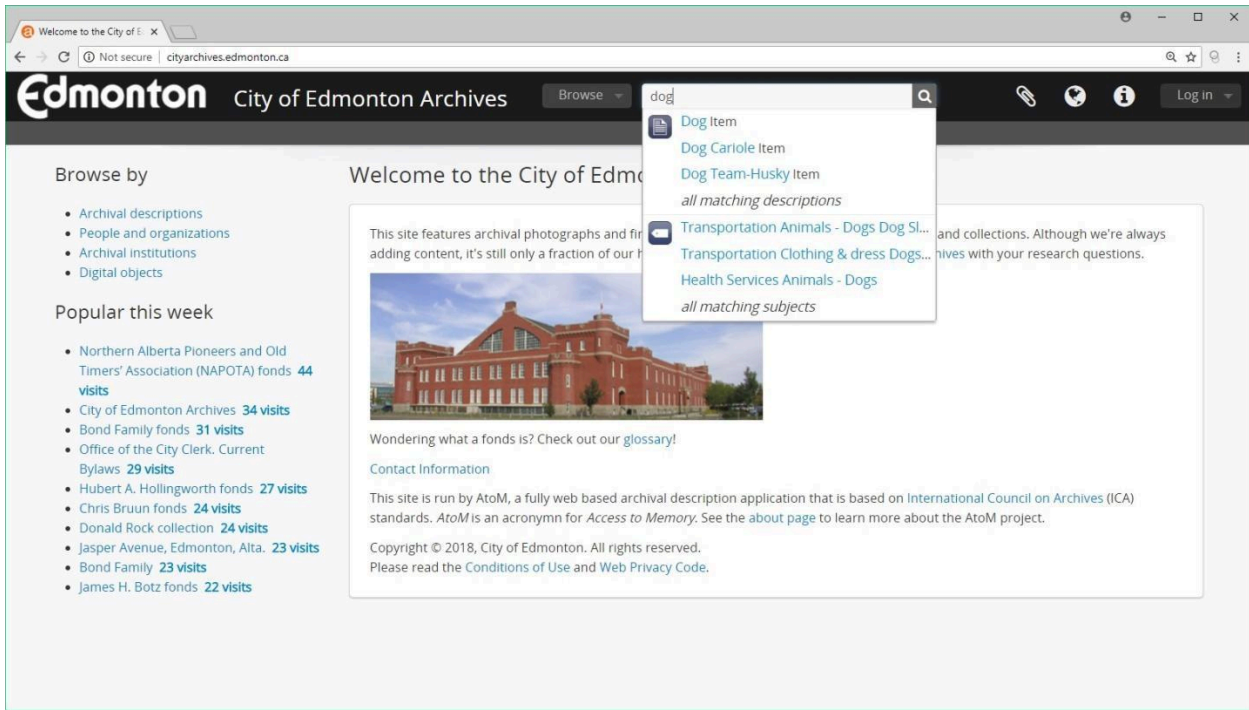 Welcome to the City of E
Not secure | cityarchives.edmonton.ca
Edmonton
City of Edmonton Archives
Browse
dog
Log in
Dog Item
Dog Cariole Item
Dog Team-Husky Item
all matching descriptions
Transportation Animals - Dogs Dog Sl...
Transportation Clothing & dress Dogs...
Health Services Animals - Dogs
all matching subjects
Browse by
Archival descriptions
People and organizations
Archival institutions
Digital objects
Popular this week
Northern Alberta Pioneers and Old
Timers' Association (NAPOTA) fonds 44
visits
City of Edmonton Archives 34 visits
Bond Family fonds 31 visits
Office of the City Clerk. Current
Bylaws 29 visits
Hubert A. Hollingworth fonds 27 visits
Chris Bruun fonds 24 visits
Donald Rock collection 24 visits
Jasper Avenue, Edmonton, Alta. 23 visits
Bond Family 23 visits
James H. Botz fonds 22 visits
Welcome to the City of Edmo
This site features archival photographs and fi and collections. Although we're always
adding content, it's still only a fraction of our hives with your research questions.
Wondering what a fonds is? Check out our glossary!
Contact Information
This site is run by AtoM, a fully web based archival description application that is based on International Council on Archives (ICA)
standards. AtoM is an acronymn for Access to Memory. See the about page to learn more about the AtoM project.
Copyright © 2018, City of Edmonton. All rights reserved.
Please read the Conditions of Use and Web Privacy Code.